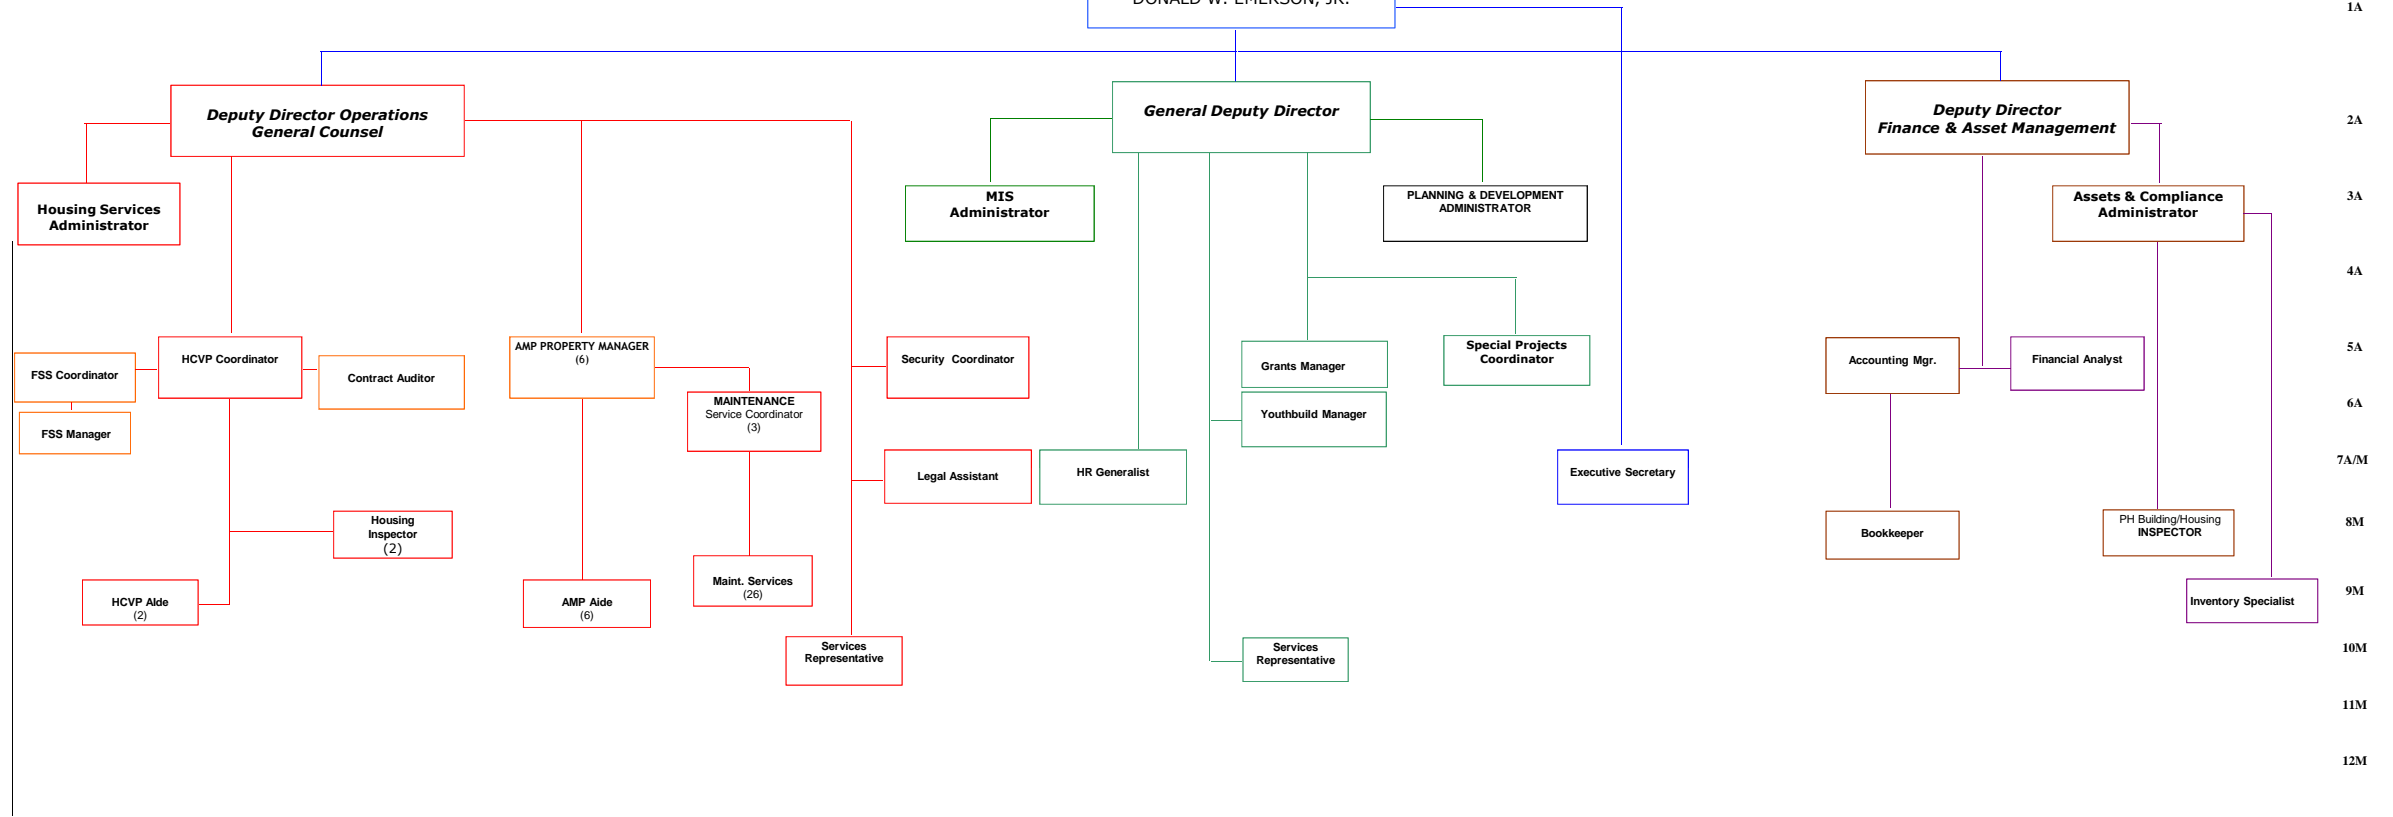 DONALD W. EMERSON, JR.
1A
Deputy Director Operations
General Counsel
General Deputy Director
Deputy Director
Finance & Asset Management
2A
Housing Services
Administrator
MIS
Administrator
PLANNING & DEVELOPMENT
ADMINISTRATOR
Assets & Compliance
Administrator
3A
4A
FSS Coordinator
HCVP Coordinator
Contract Auditor
AMP PROPERTY MANAGER
(6)
Security Coordinator
Grants Manager
Special Projects
Coordinator
Accounting Mgr.
Financial Analyst
5A
FSS Manager
MAINTENANCE
Service Coordinator
(3)
Youthbuild Manager
6A
Legal Assistant
HR Generalist
Executive Secretary
7A/M
Housing
Inspector
(2)
Bookkeeper
PH Building/Housing
INSPECTOR
8M
HCVP AIde
(2)
AMP Aide
(6)
Maint. Services
(26)
Inventory Specialist
9M
Services
Representative
Services
Representative
10M
11M
12M